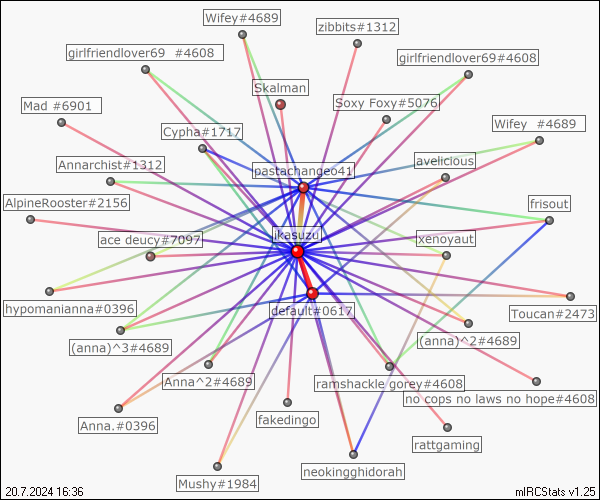 Wifey#4689
zibbits#1312
girlfriendlover69  #4608
girlfriendlover69#4608
Skalman
Mad #6901
Soxy Foxy#5076
Cypha#1717
Wifey  #4689
Annarchist#1312
pastachangeo41
avelicious
AlpineRooster#2156
frisout
ikasuzu
ace deucy#7097
xenoyaut
hypomanianna#0396
default#0617
Toucan#2473
(anna)^3#4689
(anna)^2#4689
Anna^2#4689
ramshackle gorey#4608
no cops no laws no hope#4608
Anna.#0396
fakedingo
rattgaming
Mushy#1984
neokingghidorah
20.7.2024 16:36
mIRCStats v1.25